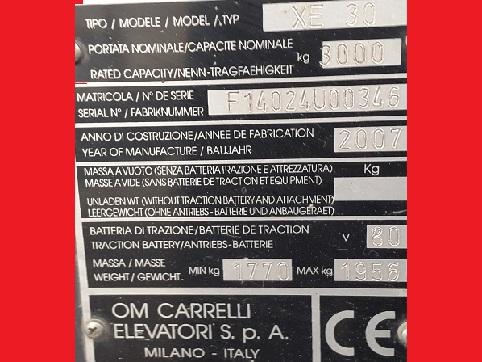 TIPO / MODELE / MODEL / TYP XE 30
PORTATA NOMINALE/CAPACITE NOMINALE kg 3000
RATED CAPACITY/NENN-TRAGFAEHIGKEIT
MATRICOLA / N° DE SERIE F14024U00346
SERIAL N° / FABRIKNUMMER
ANNO DI COSTRUZIONE/ANNEE DE FABRICATION 2007
YEAR OF MANUFACTURE / BAUJAHR
MASSA A VUOTO (SENZA BATTERIA TRAZIONE E ATTREZZATURA) Kg
MASSE A VIDE (SANS BATTERIE DE TRACTION ET EQUIPMENT)
UNLADEN WT (WITHOUT TRACTION BATTERY AND ATTACHMENT)
LEERGEWICHT (OHNE ANTRIEBS - BATTERIE UND ANBAUGERAET)
BATTERIA DI TRAZIONE / BATTERIE DE TRACTION V 80
TRACTION BATTERY/ANTRIEBS-BATTERIE
MASSA / MASSE
WEIGHT / GEWICHT MIN kg 1770 MAX kg 1956
OM CARRELLI
ELEVATORI S.p.A.
MILANO - ITALY
CE